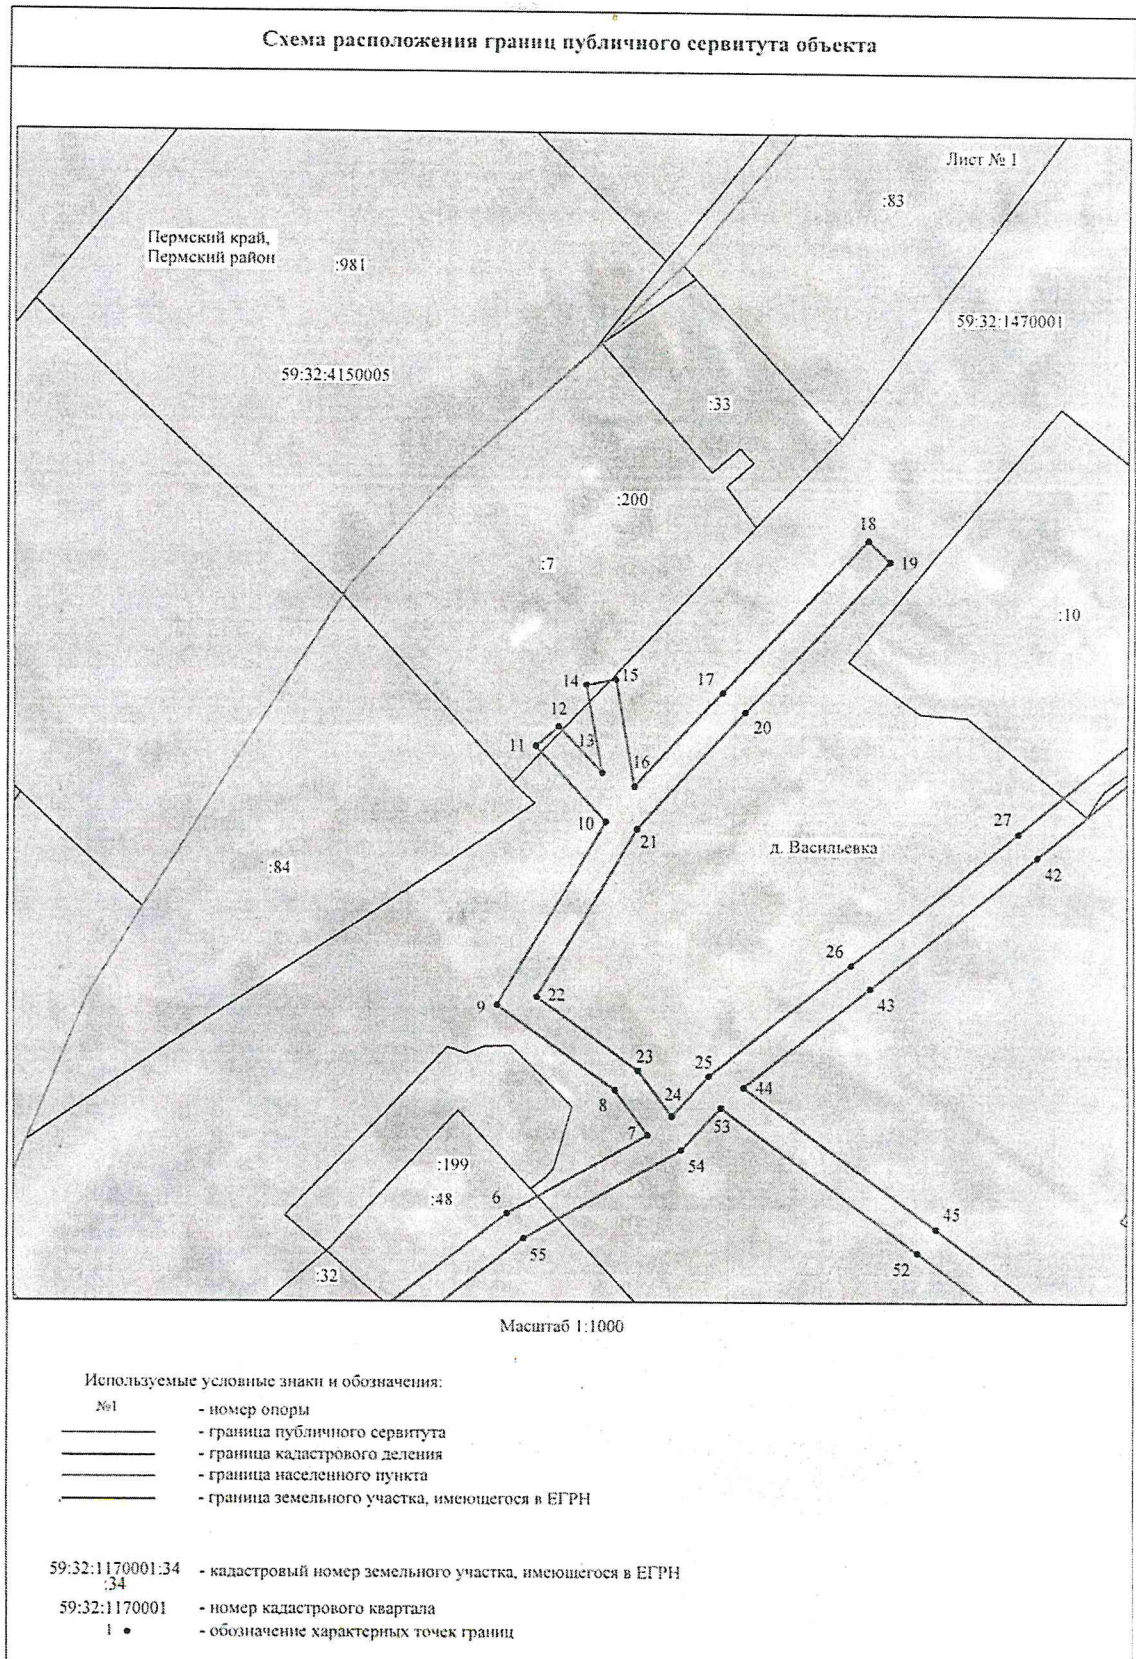 Схема расположения границ публичного сервитута объекта
Лист № 1
:83
Пермский край,
Пермский район
:981
59:32:1470001
59:32:4150005
:33
:200
18
:7
19
:10
14
15
17
12
20
11
13
16
27
10
21
д. Васильевка
42
:84
26
22
9
43
23
25
44
8
24
53
7
54
:199
:48
6
45
55
52
:32
Масштаб 1:1000
Используемые условные знаки и обозначения:
№1 - номер опоры
- граница публичного сервитута
- граница кадастрового деления
- граница населенного пункта
- граница земельного участка, имеющегося в ЕГРН
59:32:1170001:34 - кадастровый номер земельного участка, имеющегося в ЕГРН
:34
59:32:1170001 - номер кадастрового квартала
1 - обозначение характерных точек границ